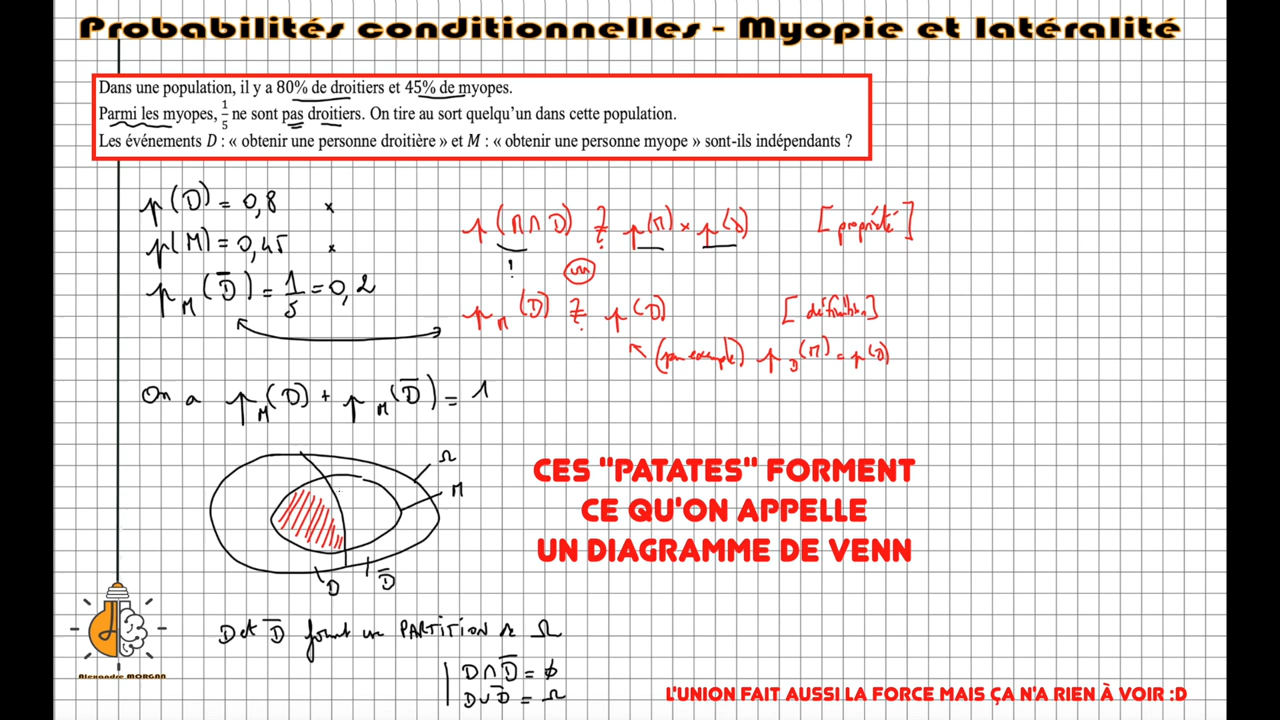 Probabilités conditionnelles - Myopie et latéralité
Dans une population, il y a 80% de droitiers et 45% de myopes.
Parmi les myopes, 1/5 ne sont pas droitiers. On tire au sort quelqu'un dans cette population.
Les événements D : « obtenir une personne droitière » et M : « obtenir une personne myope » sont-ils indépendants ?
p(D) = 0,8 ×
p(M) = 0,45 ×
p_M(D̄) = 1/5 = 0,2
p(M∩D) ≟ p(M) × p(D) [propriété]
!
ou
p_M(D) ≟ p(D) [définition]
(par exemple) p_D(M) = p(D)
On a p_M(D) + p_M(D̄) = 1
Ω
M
D D̄
CES "PATATES" FORMENT
CE QU'ON APPELLE
UN DIAGRAMME DE VENN
D et D̄ forment une PARTITION de Ω
D∩D̄ = ϕ
D∪D̄ = Ω
Alexandre MORGAN
L'UNION FAIT AUSSI LA FORCE MAIS ÇA N'A RIEN À VOIR :D